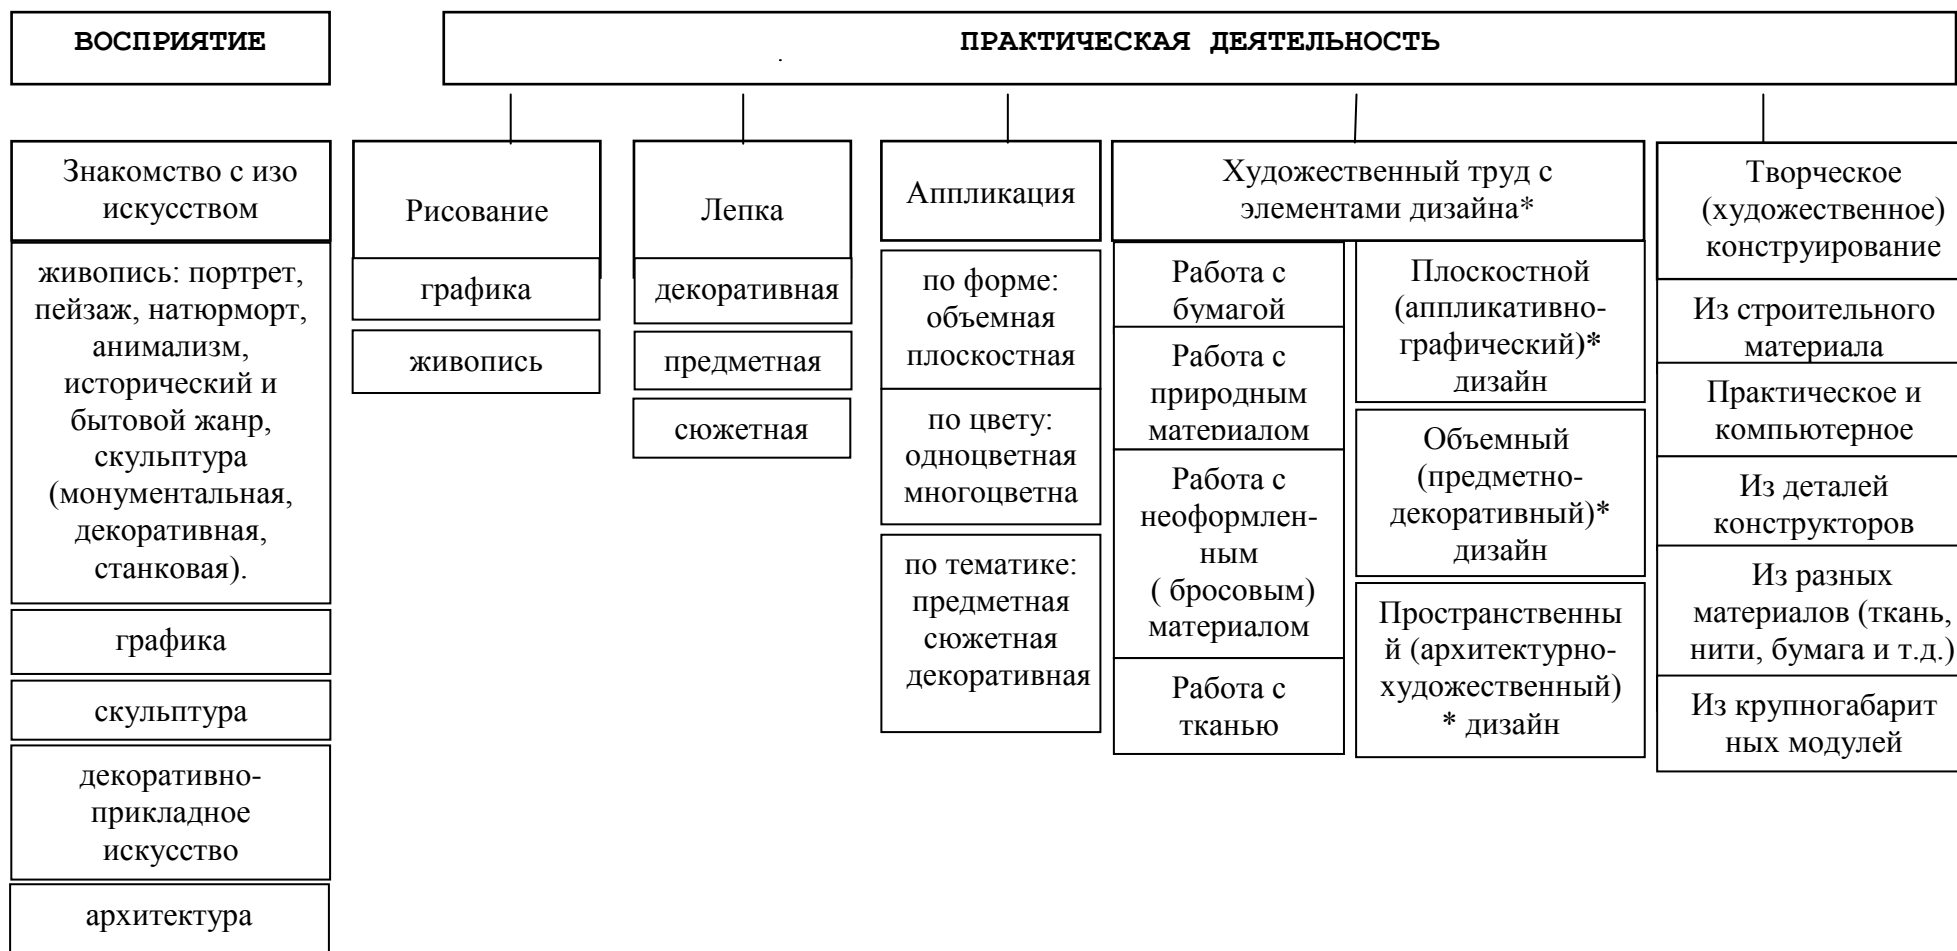 ВОСПРИЯТИЕ
ПРАКТИЧЕСКАЯ ДЕЯТЕЛЬНОСТЬ
.
Знакомство с изо
искусством
живопись: портрет,
пейзаж, натюрморт,
анимализм,
исторический и
бытовой жанр,
скульптура
(монументальная,
декоративная,
станковая).
графика
скульптура
декоративно-
прикладное
искусство
архитектура
Рисование
графика
живопись
Лепка
декоративная
предметная
сюжетная
Аппликация
по форме:
объемная
плоскостная
по цвету:
одноцветная
многоцветна
по тематике:
предметная
сюжетная
декоративная
Художественный труд с
элементами дизайна*
Работа с
бумагой
Работа с
природным
материалом
Работа с
неоформлен-
ным
( бросовым)
материалом
Работа с
тканью
Плоскостной
(аппликативно-
графический)*
дизайн
Объемный
(предметно-
декоративный)*
дизайн
Пространственны
й (архитектурно-
художественный)
* дизайн
Творческое
(художественное)
конструирование
Из строительного
материала
Практическое и
компьютерное
Из деталей
конструкторов
Из разных
материалов (ткань,
нити, бумага и т.д.)
Из крупногабарит
ных модулей